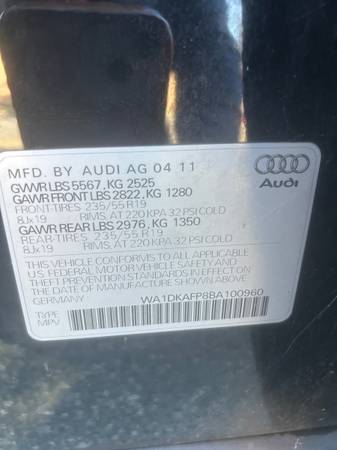 MFD. BY AUDI AG 04 11
GWWR LBS 5567, KG 2525
GAWR FRONT LBS 2822, KG 1280
FRONT-TIRES 235/55 R19
8Jx19 RIMS, AT 220 KPA 32 PSI COLD
GAWR REAR LBS 2976, KG 1350
REAR-TIRES 235/55 R19
8Jx19 RIMS, AT 220 KPA 32 PSI COLD
THIS VEHICLE CONFORMS TO ALL APPLICABLE
U.S. FEDERAL MOTOR VEHICLE SAFETY AND
THEFT PREVENTION STANDARDS IN EFFECT ON
THE DATE OF MANUFACTURE SHOWN ABOVE
GERMANY WA1DKAFP8BA100960
TYPE
MPV
Audi